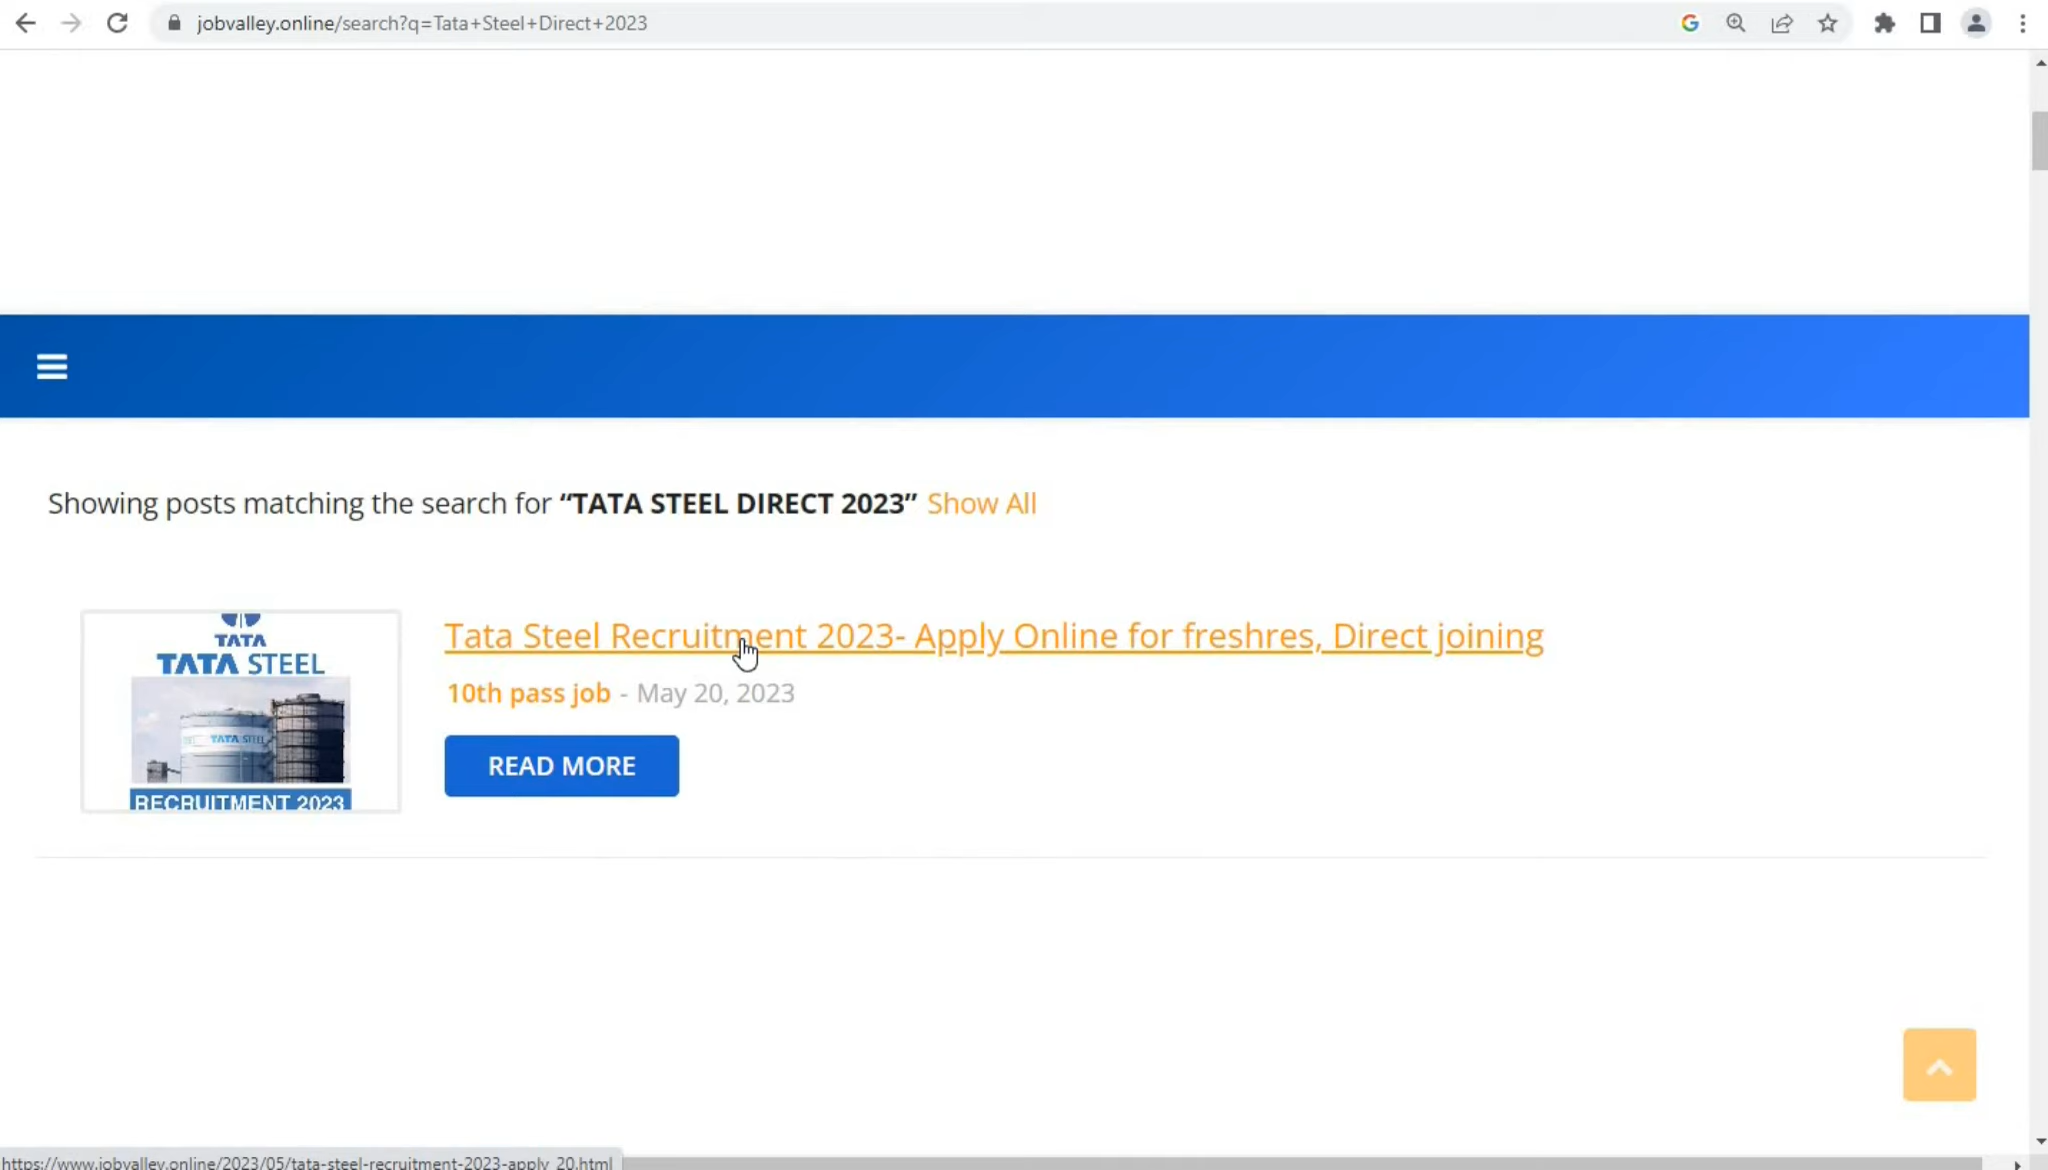 jobvalley.online/search?q=Tata+Steel+Direct+2023
Showing posts matching the search for “TATA STEEL DIRECT 2023” Show All
TATA
TATA STEEL
TATA STEEL
RECRUITMENT 2023
Tata Steel Recruitment 2023- Apply Online for freshres, Direct joining
10th pass job - May 20, 2023
READ MORE
https://www.jobvalley.online/2023/05/tata-steel-recruitment-2023-apply_20.html